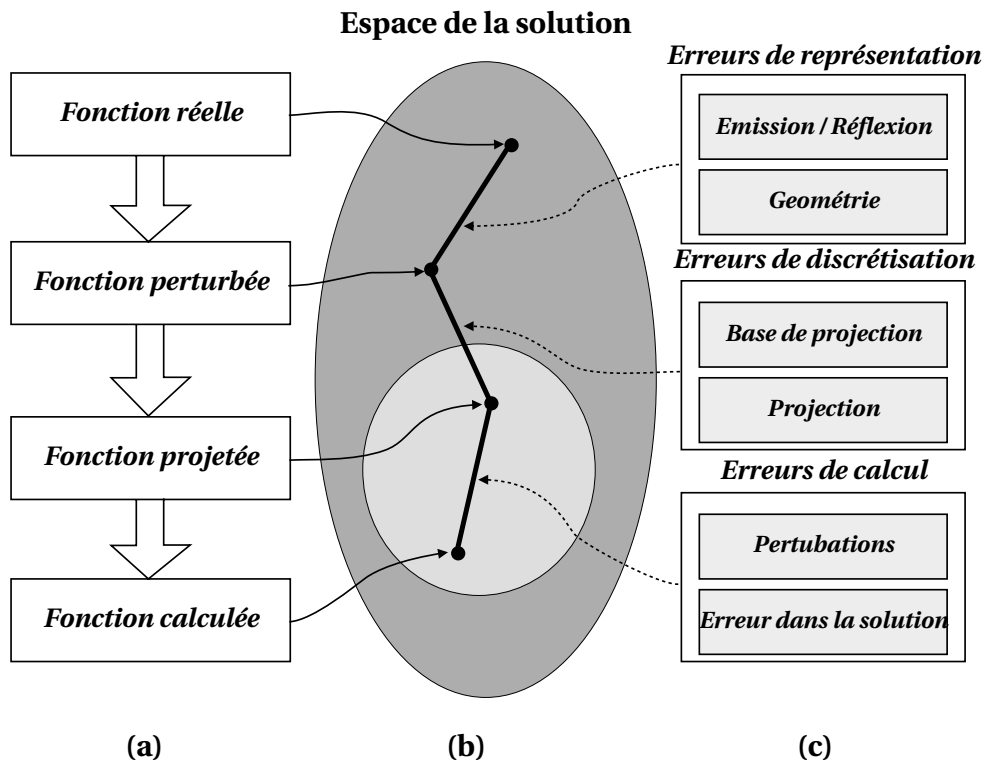 Espace de la solution
Fonction réelle
Fonction perturbée
Fonction projetée
Fonction calculée
Erreurs de représentation
Emission / Réflexion
Geométrie
Erreurs de discrétisation
Base de projection
Projection
Erreurs de calcul
Pertubations
Erreur dans la solution
(a)
(b)
(c)